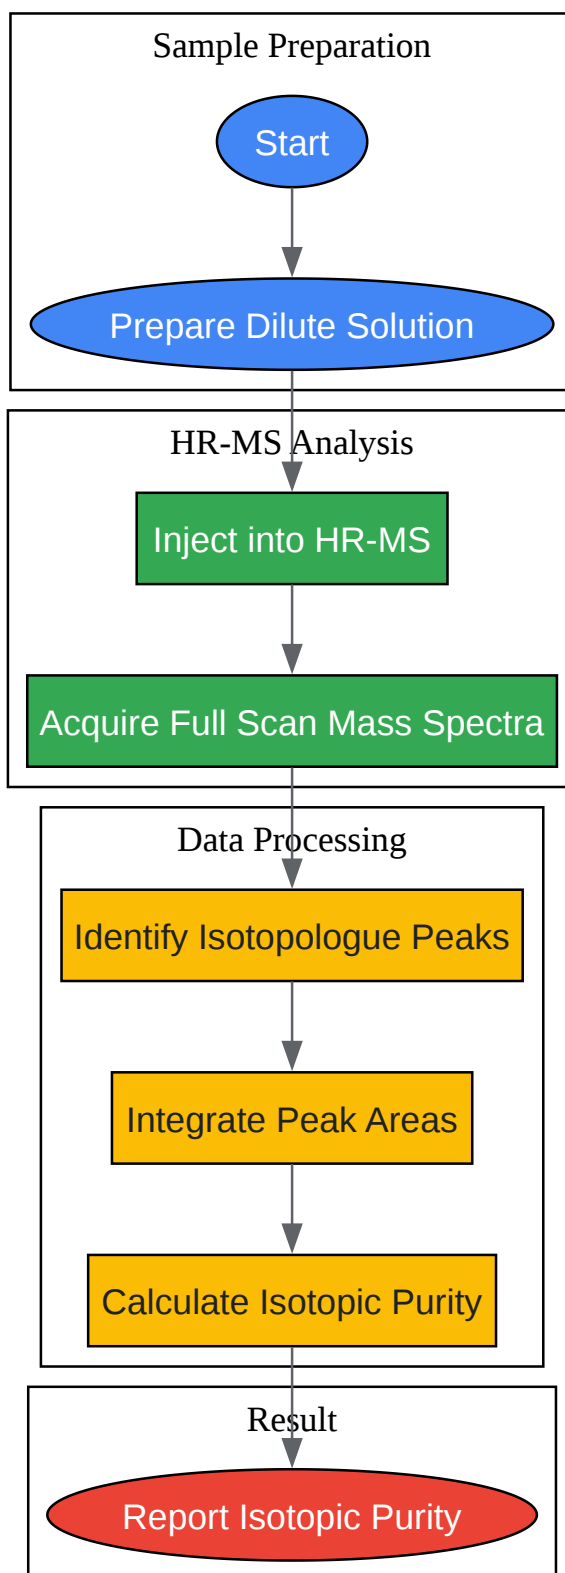 Sample Preparation
Start
Prepare Dilute Solution
HR-MS Analysis
Inject into HR-MS
Acquire Full Scan Mass Spectra
Data Processing
Identify Isotopologue Peaks
Integrate Peak Areas
Calculate Isotopic Purity
Result
Report Isotopic Purity